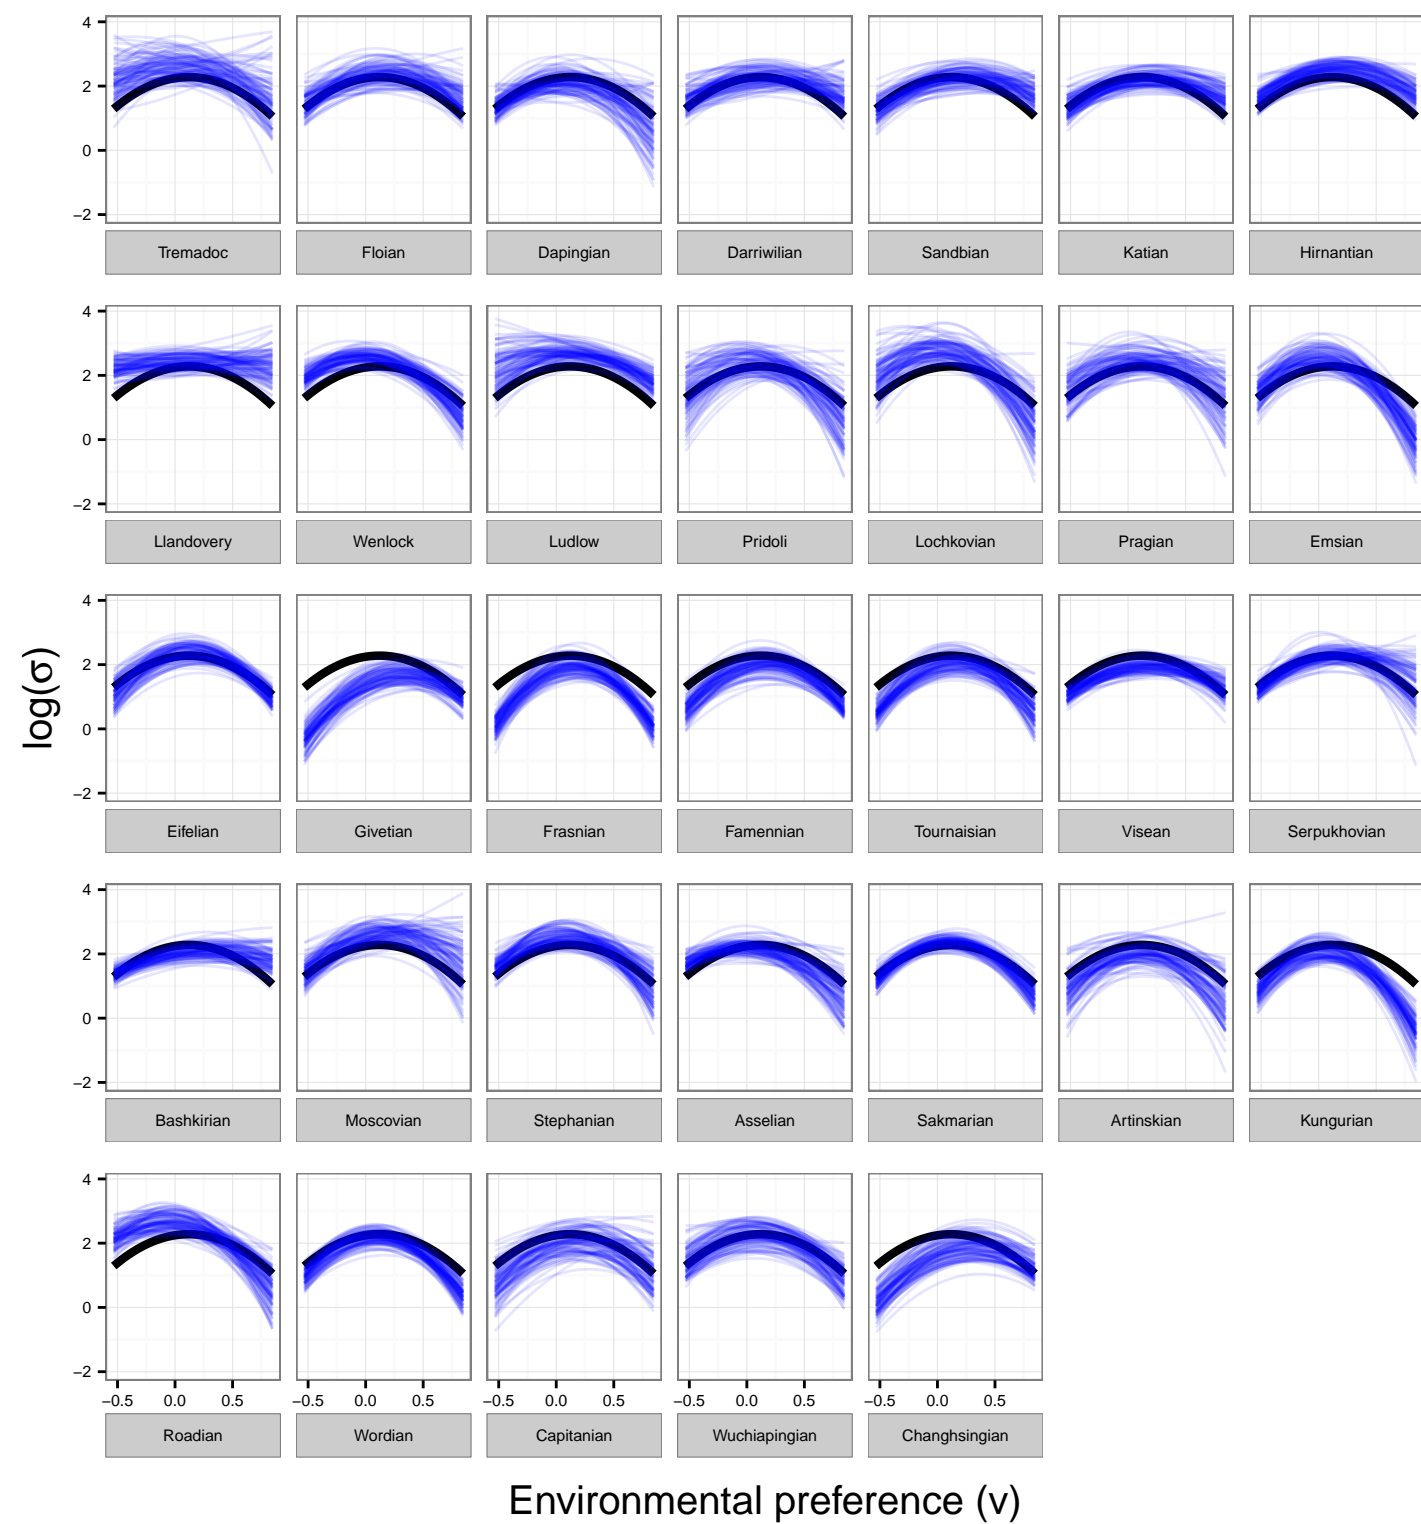 4
2
0
−2
Tremadoc Floian Dapingian Darriwilian Sandbian Katian Hirnantian
4
2
0
−2
Llandovery Wenlock Ludlow Pridoli Lochkovian Pragian Emsian
log(σ)
4
2
0
−2
Eifelian Givetian Frasnian Famennian Tournaisian Visean Serpukhovian
4
2
0
−2
Bashkirian Moscovian Stephanian Asselian Sakmarian Artinskian Kungurian
4
2
0
−2
−0.5 0.0 0.5 −0.5 0.0 0.5 −0.5 0.0 0.5 −0.5 0.0 0.5 −0.5 0.0 0.5
Roadian Wordian Capitanian Wuchiapingian Changhsingian
Environmental preference (v)